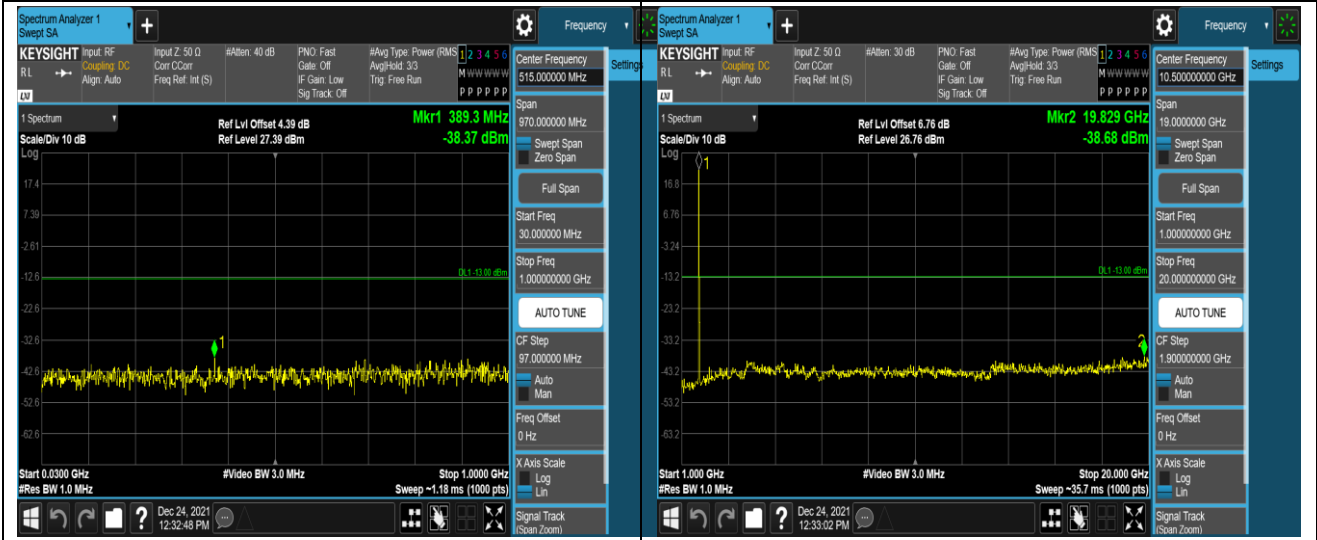 Spectrum Analyzer 1
Swept SA
+
Frequency
KEYSIGHT
RL
LXI
Input: RF
Coupling: DC
Align: Auto
Input Z: 50 Ω
Corr CCorr
Freq Ref: Int (S)
#Atten: 40 dB
PNO: Fast
Gate: Off
IF Gain: Low
Sig Track: Off
#Avg Type: Power (RMS
Avg|Hold: 3/3
Trig: Free Run
1 2 3 4 5 6
M W W W W W
P P P P P P
Center Frequency
515.000000 MHz
Settings
Span
970.000000 MHz
Swept Span
Zero Span
Full Span
Start Freq
30.000000 MHz
Stop Freq
1.000000000 GHz
AUTO TUNE
CF Step
97.000000 MHz
Auto
Man
Freq Offset
0 Hz
X Axis Scale
Log
Lin
Signal Track
(Span Zoom)
1 Spectrum
Scale/Div 10 dB
Log
Ref Lvl Offset 4.39 dB
Ref Level 27.39 dBm
Mkr1 389.3 MHz
-38.37 dBm
17.4
7.39
-2.61
-12.6
DL1 -13.00 dBm
-22.6
-32.6
1
-42.6
-52.6
-62.6
Start 0.0300 GHz
#Res BW 1.0 MHz
#Video BW 3.0 MHz
Stop 1.0000 GHz
Sweep ~1.18 ms (1000 pts)
?
Dec 24, 2021
12:32:48 PM
Spectrum Analyzer 1
Swept SA
+
Frequency
KEYSIGHT
RL
LXI
Input: RF
Coupling: DC
Align: Auto
Input Z: 50 Ω
Corr CCorr
Freq Ref: Int (S)
#Atten: 30 dB
PNO: Fast
Gate: Off
IF Gain: Low
Sig Track: Off
#Avg Type: Power (RMS
Avg|Hold: 3/3
Trig: Free Run
1 2 3 4 5 6
M W W W W W
P P P P P P
Center Frequency
10.500000000 GHz
Settings
Span
19.0000000 GHz
Swept Span
Zero Span
Full Span
Start Freq
1.000000000 GHz
Stop Freq
20.000000000 GHz
AUTO TUNE
CF Step
1.900000000 GHz
Auto
Man
Freq Offset
0 Hz
X Axis Scale
Log
Lin
Signal Track
(Span Zoom)
1 Spectrum
Scale/Div 10 dB
Log
Ref Lvl Offset 6.76 dB
Ref Level 26.76 dBm
Mkr2 19.829 GHz
-38.68 dBm
1
16.8
6.76
-3.24
-13.2
DL1 -13.00 dBm
-23.2
-33.2
2
-43.2
-53.2
-63.2
Start 1.000 GHz
#Res BW 1.0 MHz
#Video BW 3.0 MHz
Stop 20.000 GHz
Sweep ~35.7 ms (1000 pts)
?
Dec 24, 2021
12:33:02 PM